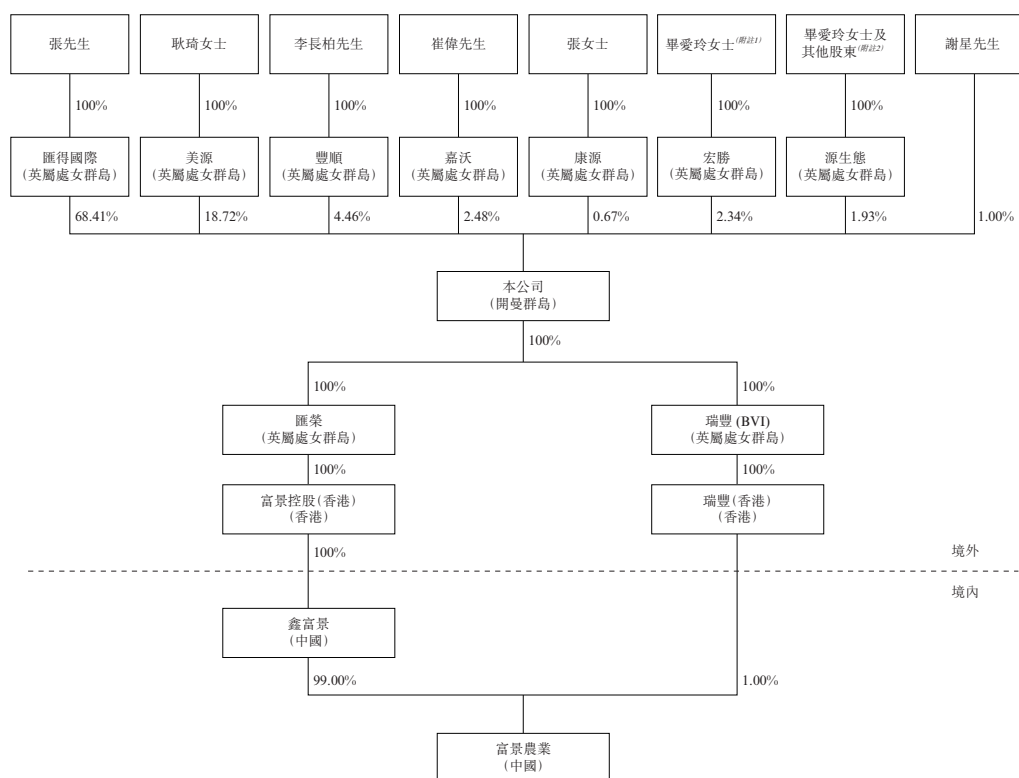 張先生
耿琦女士
李長柏先生
崔偉先生
張女士
畢愛玲女士(附註1)
畢愛玲女士及
其他股東(附註2)
謝星先生
100%
100%
100%
100%
100%
100%
100%
匯得國際
(英屬處女群島)
美源
(英屬處女群島)
豐順
(英屬處女群島)
嘉沃
(英屬處女群島)
康源
(英屬處女群島)
宏勝
(英屬處女群島)
源生態
(英屬處女群島)
68.41%
18.72%
4.46%
2.48%
0.67%
2.34%
1.93%
1.00%
本公司
(開曼群島)
100%
100%
100%
匯榮
(英屬處女群島)
瑞豐 (BVI)
(英屬處女群島)
100%
100%
富景控股(香港)
(香港)
瑞豐(香港)
(香港)
100%
境外
境內
鑫富景
(中國)
99.00%
1.00%
富景農業
(中國)